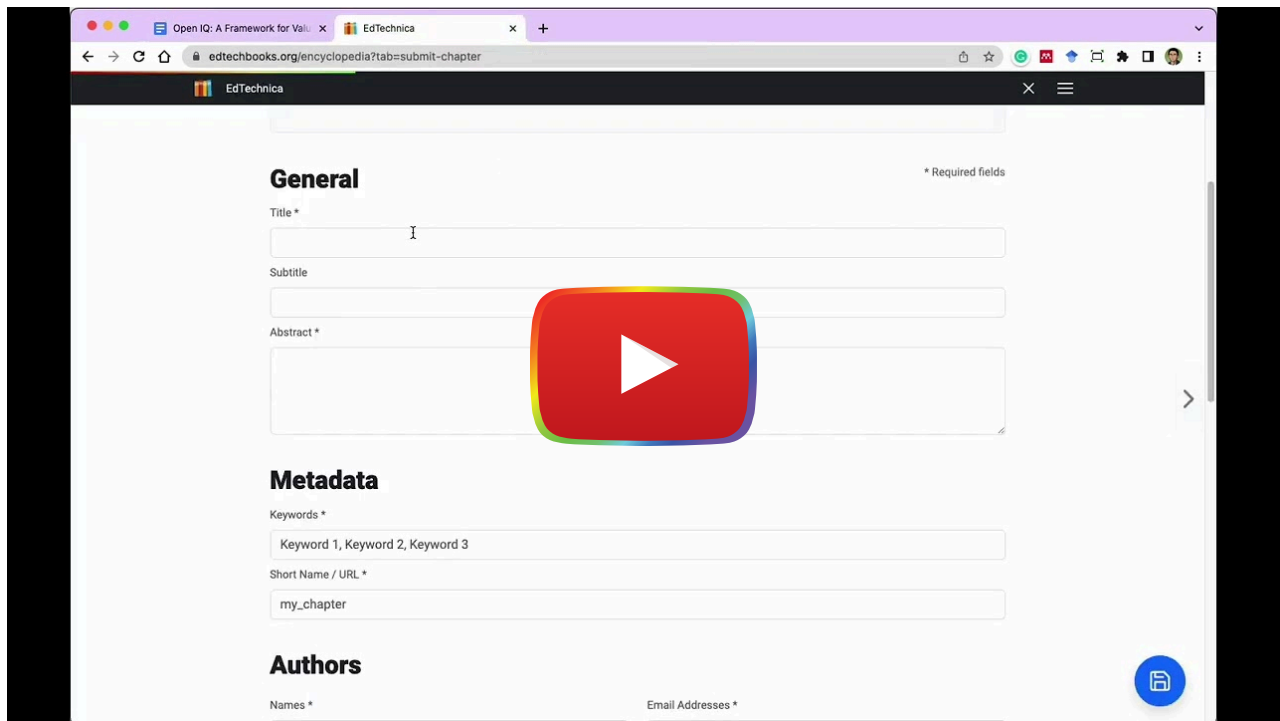 Open IQ: A Framework for Valu
EdTechnica
edtechbooks.org/encyclopedia?tab=submit-chapter
EdTechnica
General
* Required fields
Title *
Subtitle
Abstract *
Metadata
Keywords *
Keyword 1, Keyword 2, Keyword 3
Short Name / URL *
my_chapter
Authors
Names *
Email Addresses *